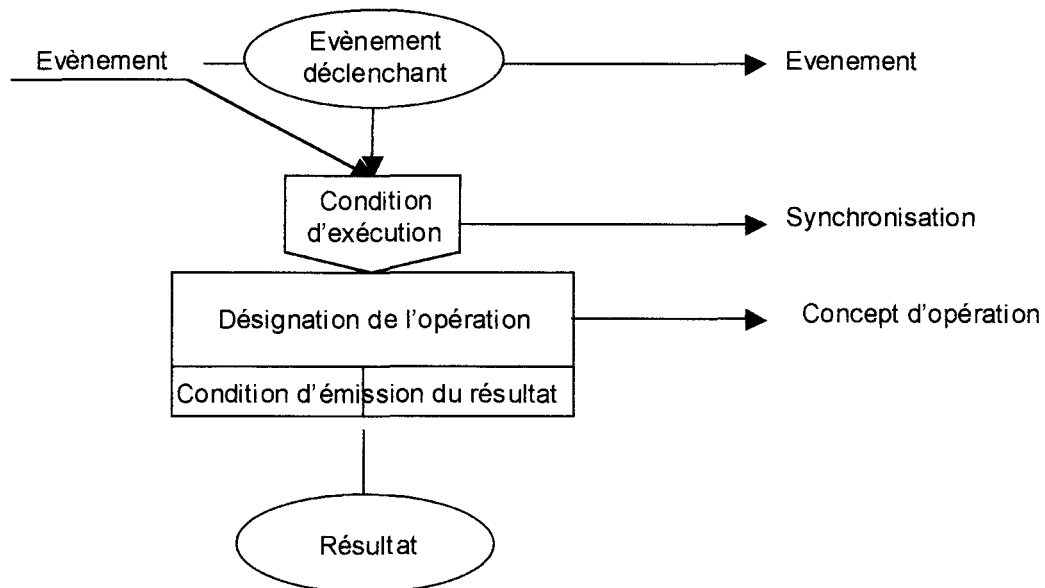 Evènement
déclenchant
Evènement
Evenement
Condition
d'exécution
Synchronisation
Désignation de l'opération
Concept d'opération
Condition d'émission du résultat
Résultat